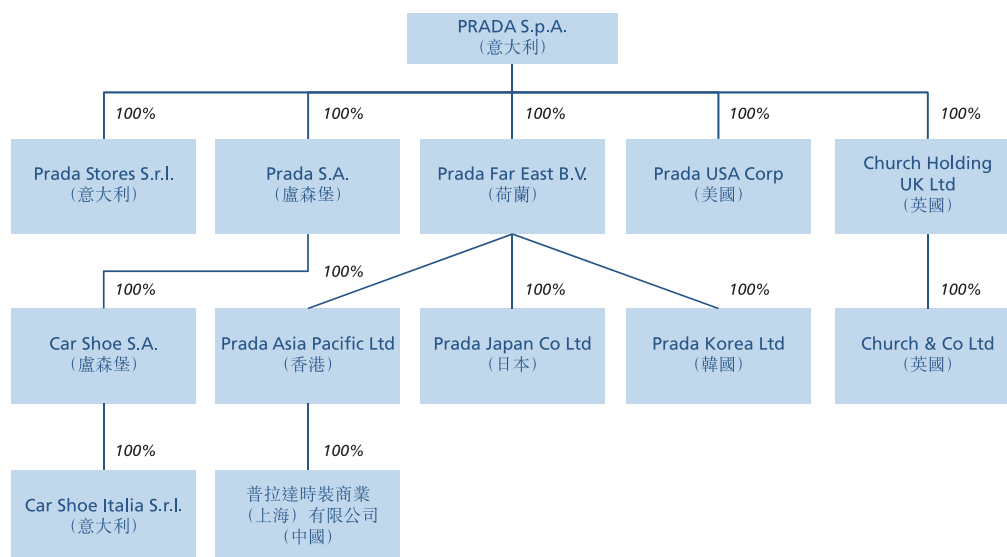 PRADA S.p.A.
(意大利)
100%
100%
100%
100%
100%
Prada Stores S.r.l.
(意大利)
Prada S.A.
(盧森堡)
Prada Far East B.V.
(荷蘭)
Prada USA Corp
(美國)
Church Holding
UK Ltd
(英國)
100%
100%
100%
100%
100%
Car Shoe S.A.
(盧森堡)
Prada Asia Pacific Ltd
(香港)
Prada Japan Co Ltd
(日本)
Prada Korea Ltd
(韓國)
Church & Co Ltd
(英國)
100%
100%
Car Shoe Italia S.r.l.
(意大利)
普拉達時裝商業
(上海)有限公司
(中國)